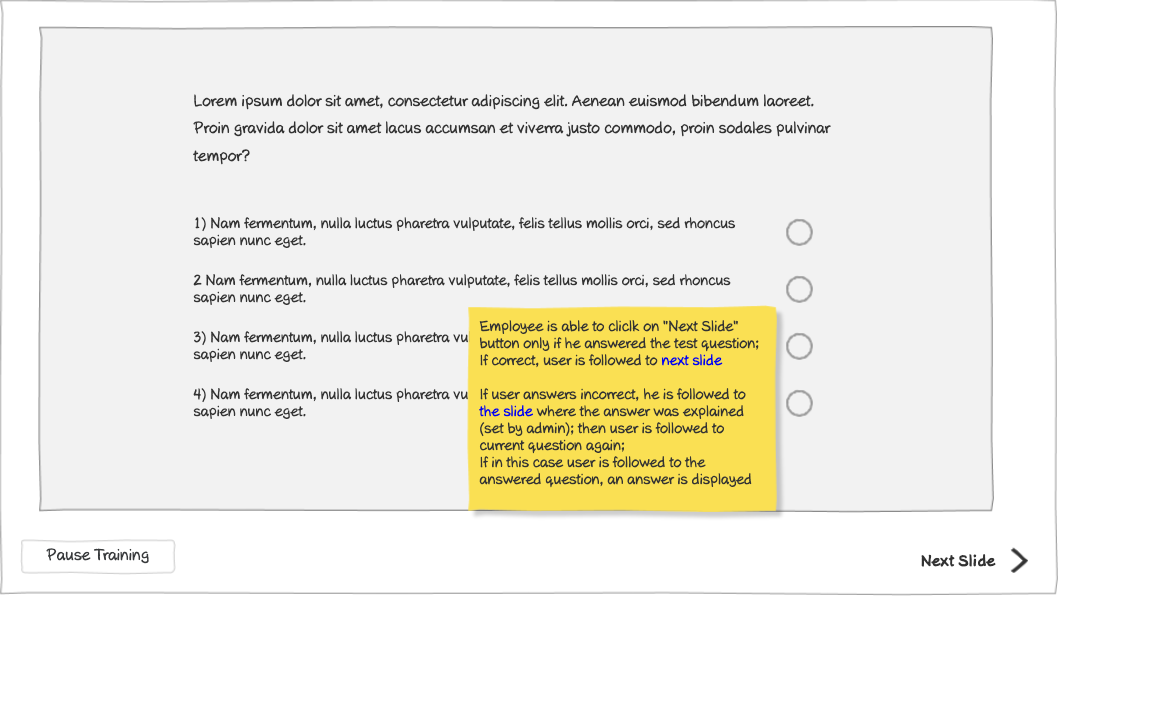 Lorem ipsum dolor sit amet, consectetur adipiscing elit. Aenean euismod bibendum laoreet.
Proin gravida dolor sit amet lacus accumsan et viverra justo commodo, proin sodales pulvinar
tempor?
1) Nam fermentum, nulla luctus pharetra vulputate, felis tellus mollis orci, sed rhoncus
sapien nunc eget.
2 Nam fermentum, nulla luctus pharetra vulputate, felis tellus mollis orci, sed rhoncus
sapien nunc eget.
3) Nam fermentum, nulla luctus pharetra vu
sapien nunc eget.
4) Nam fermentum, nulla luctus pharetra vu
sapien nunc eget.
Employee is able to cliclk on "Next Slide"
button only if he answered the test question;
If correct, user is followed to next slide
If user answers incorrect, he is followed to
the slide where the answer was explained
(set by admin); then user is followed to
current question again;
If in this case user is followed to the
answered question, an answer is displayed
Pause Training
Next Slide